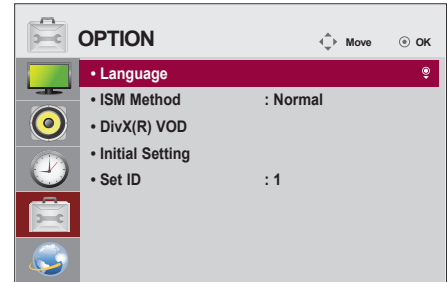 OPTION Move OK
• Language
• ISM Method : Normal
• DivX(R) VOD
• Initial Setting
• Set ID : 1